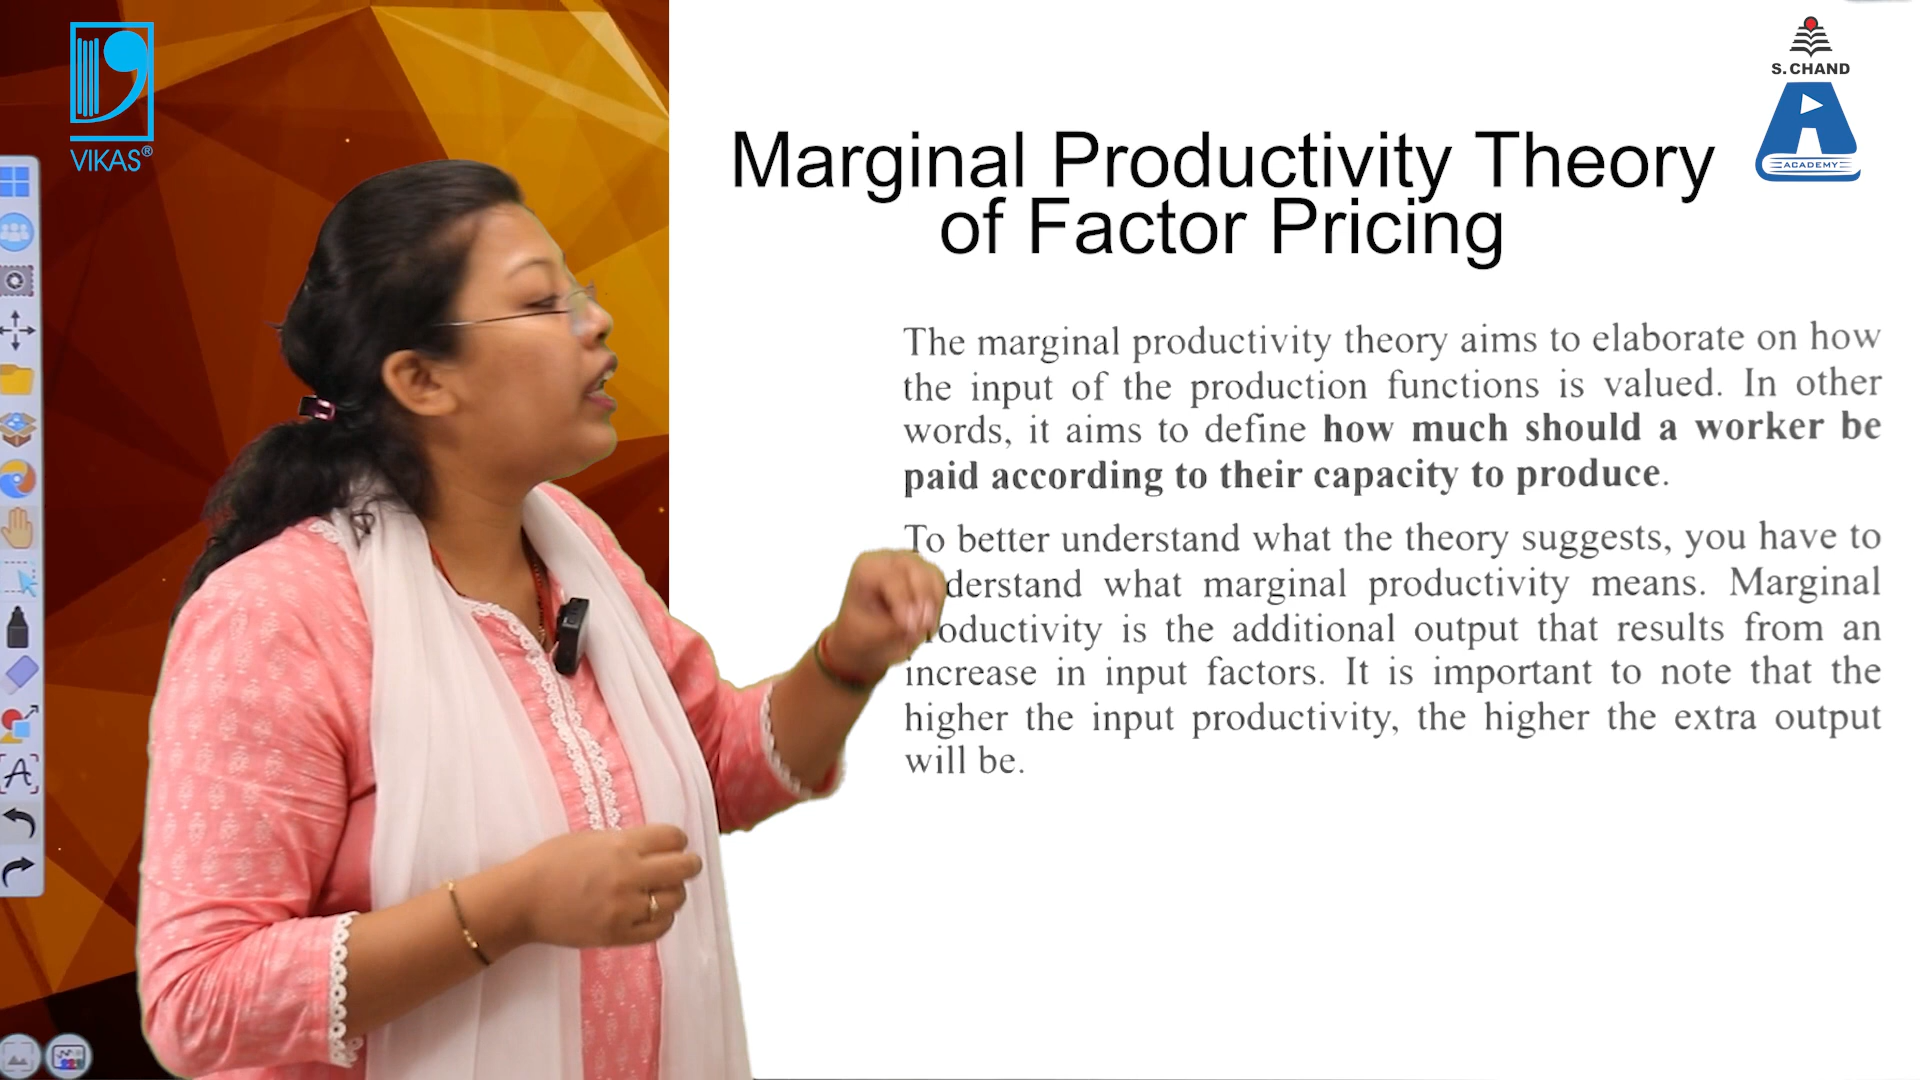 VIKAS®
S. CHAND
ACADEMY
Marginal Productivity Theory
of Factor Pricing
The marginal productivity theory aims to elaborate on how
the input of the production functions is valued. In other
words, it aims to define how much should a worker be
paid according to their capacity to produce.
To better understand what the theory suggests, you have to
derstand what marginal productivity means. Marginal
oductivity is the additional output that results from an
increase in input factors. It is important to note that the
higher the input productivity, the higher the extra output
will be.